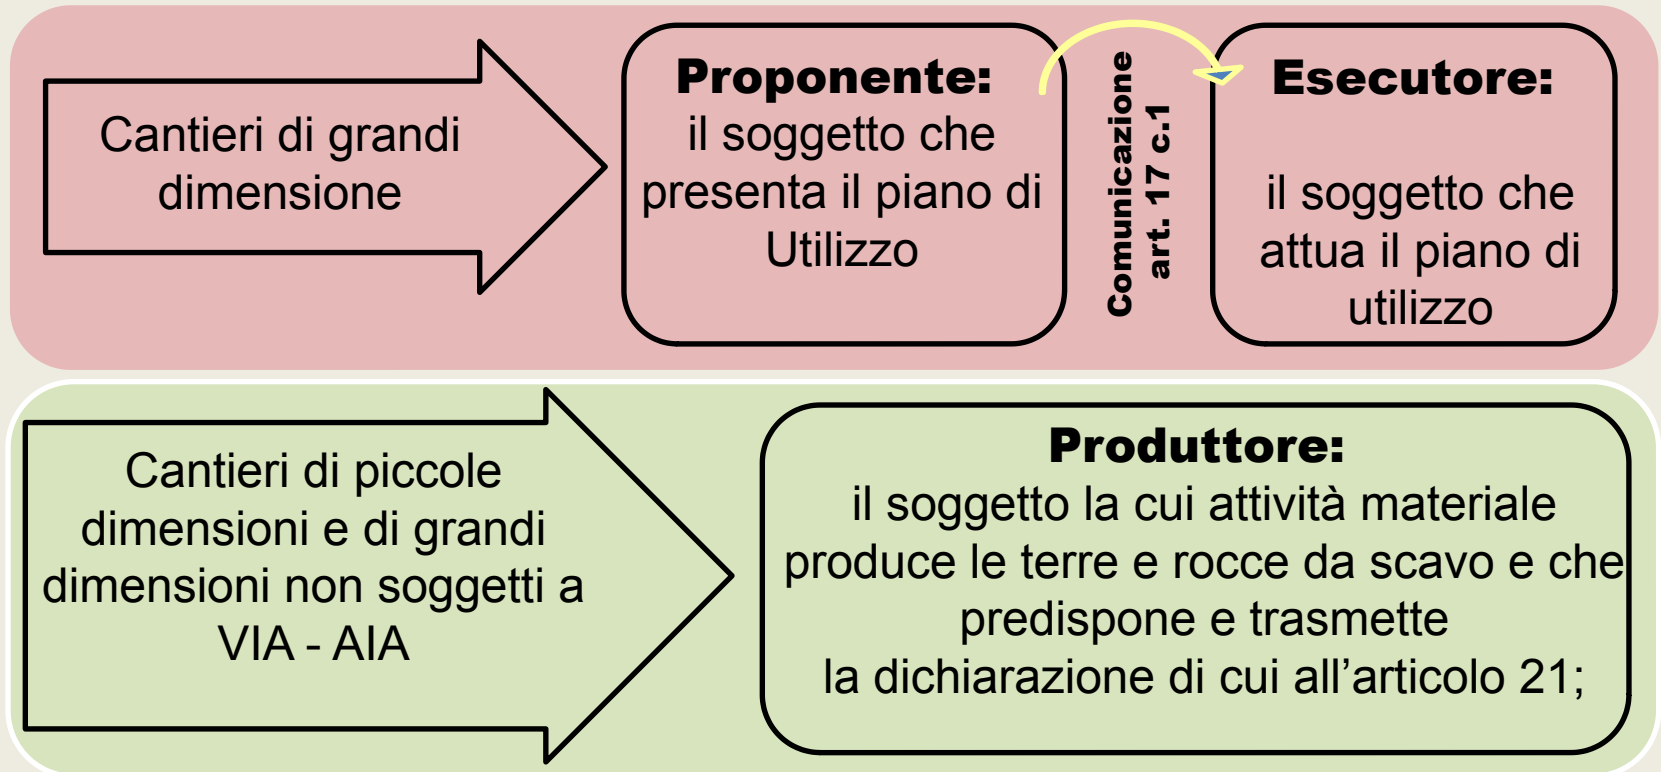 Cantieri di grandi
dimensione
Proponente:
il soggetto che
presenta il piano di
Utilizzo
Comunicazione
art. 17 c.1
Esecutore:
il soggetto che
attua il piano di
utilizzo
Cantieri di piccole
dimensioni e di grandi
dimensioni non soggetti a
VIA - AIA
Produttore:
il soggetto la cui attività materiale
produce le terre e rocce da scavo e che
predispone e trasmette
la dichiarazione di cui all’articolo 21;